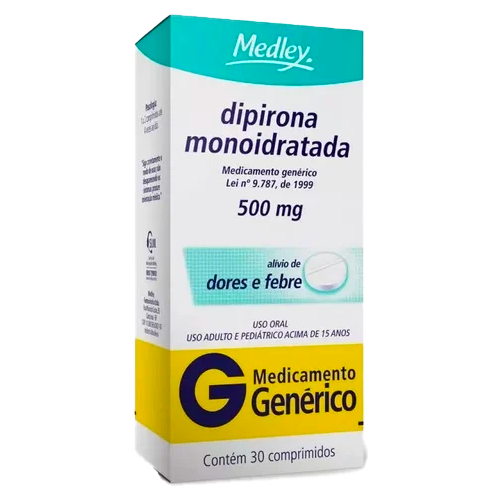 Medley
dipirona
monoidratada
Medicamento genérico
Lei nº 9.787, de 1999
500 mg
alívio de
dores e febre
USO ORAL
USO ADULTO E PEDIÁTRICO ACIMA DE 15 ANOS
G Medicamento
Genérico
Contém 30 comprimidos
Posologia: